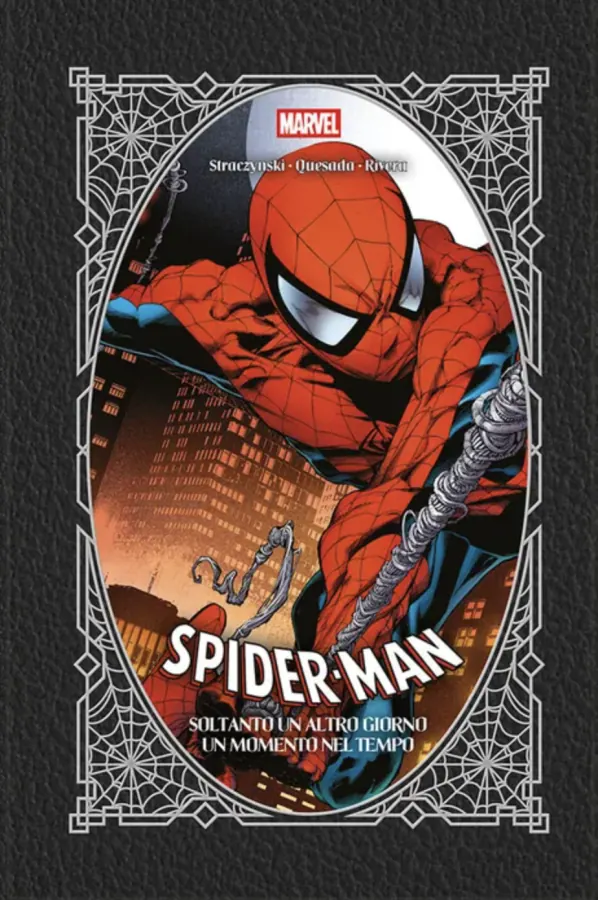 MARVEL
Straczynski • Quesada • Rivera
SPIDER-MAN
SOLTANTO UN ALTRO GIORNO
UN MOMENTO NEL TEMPO